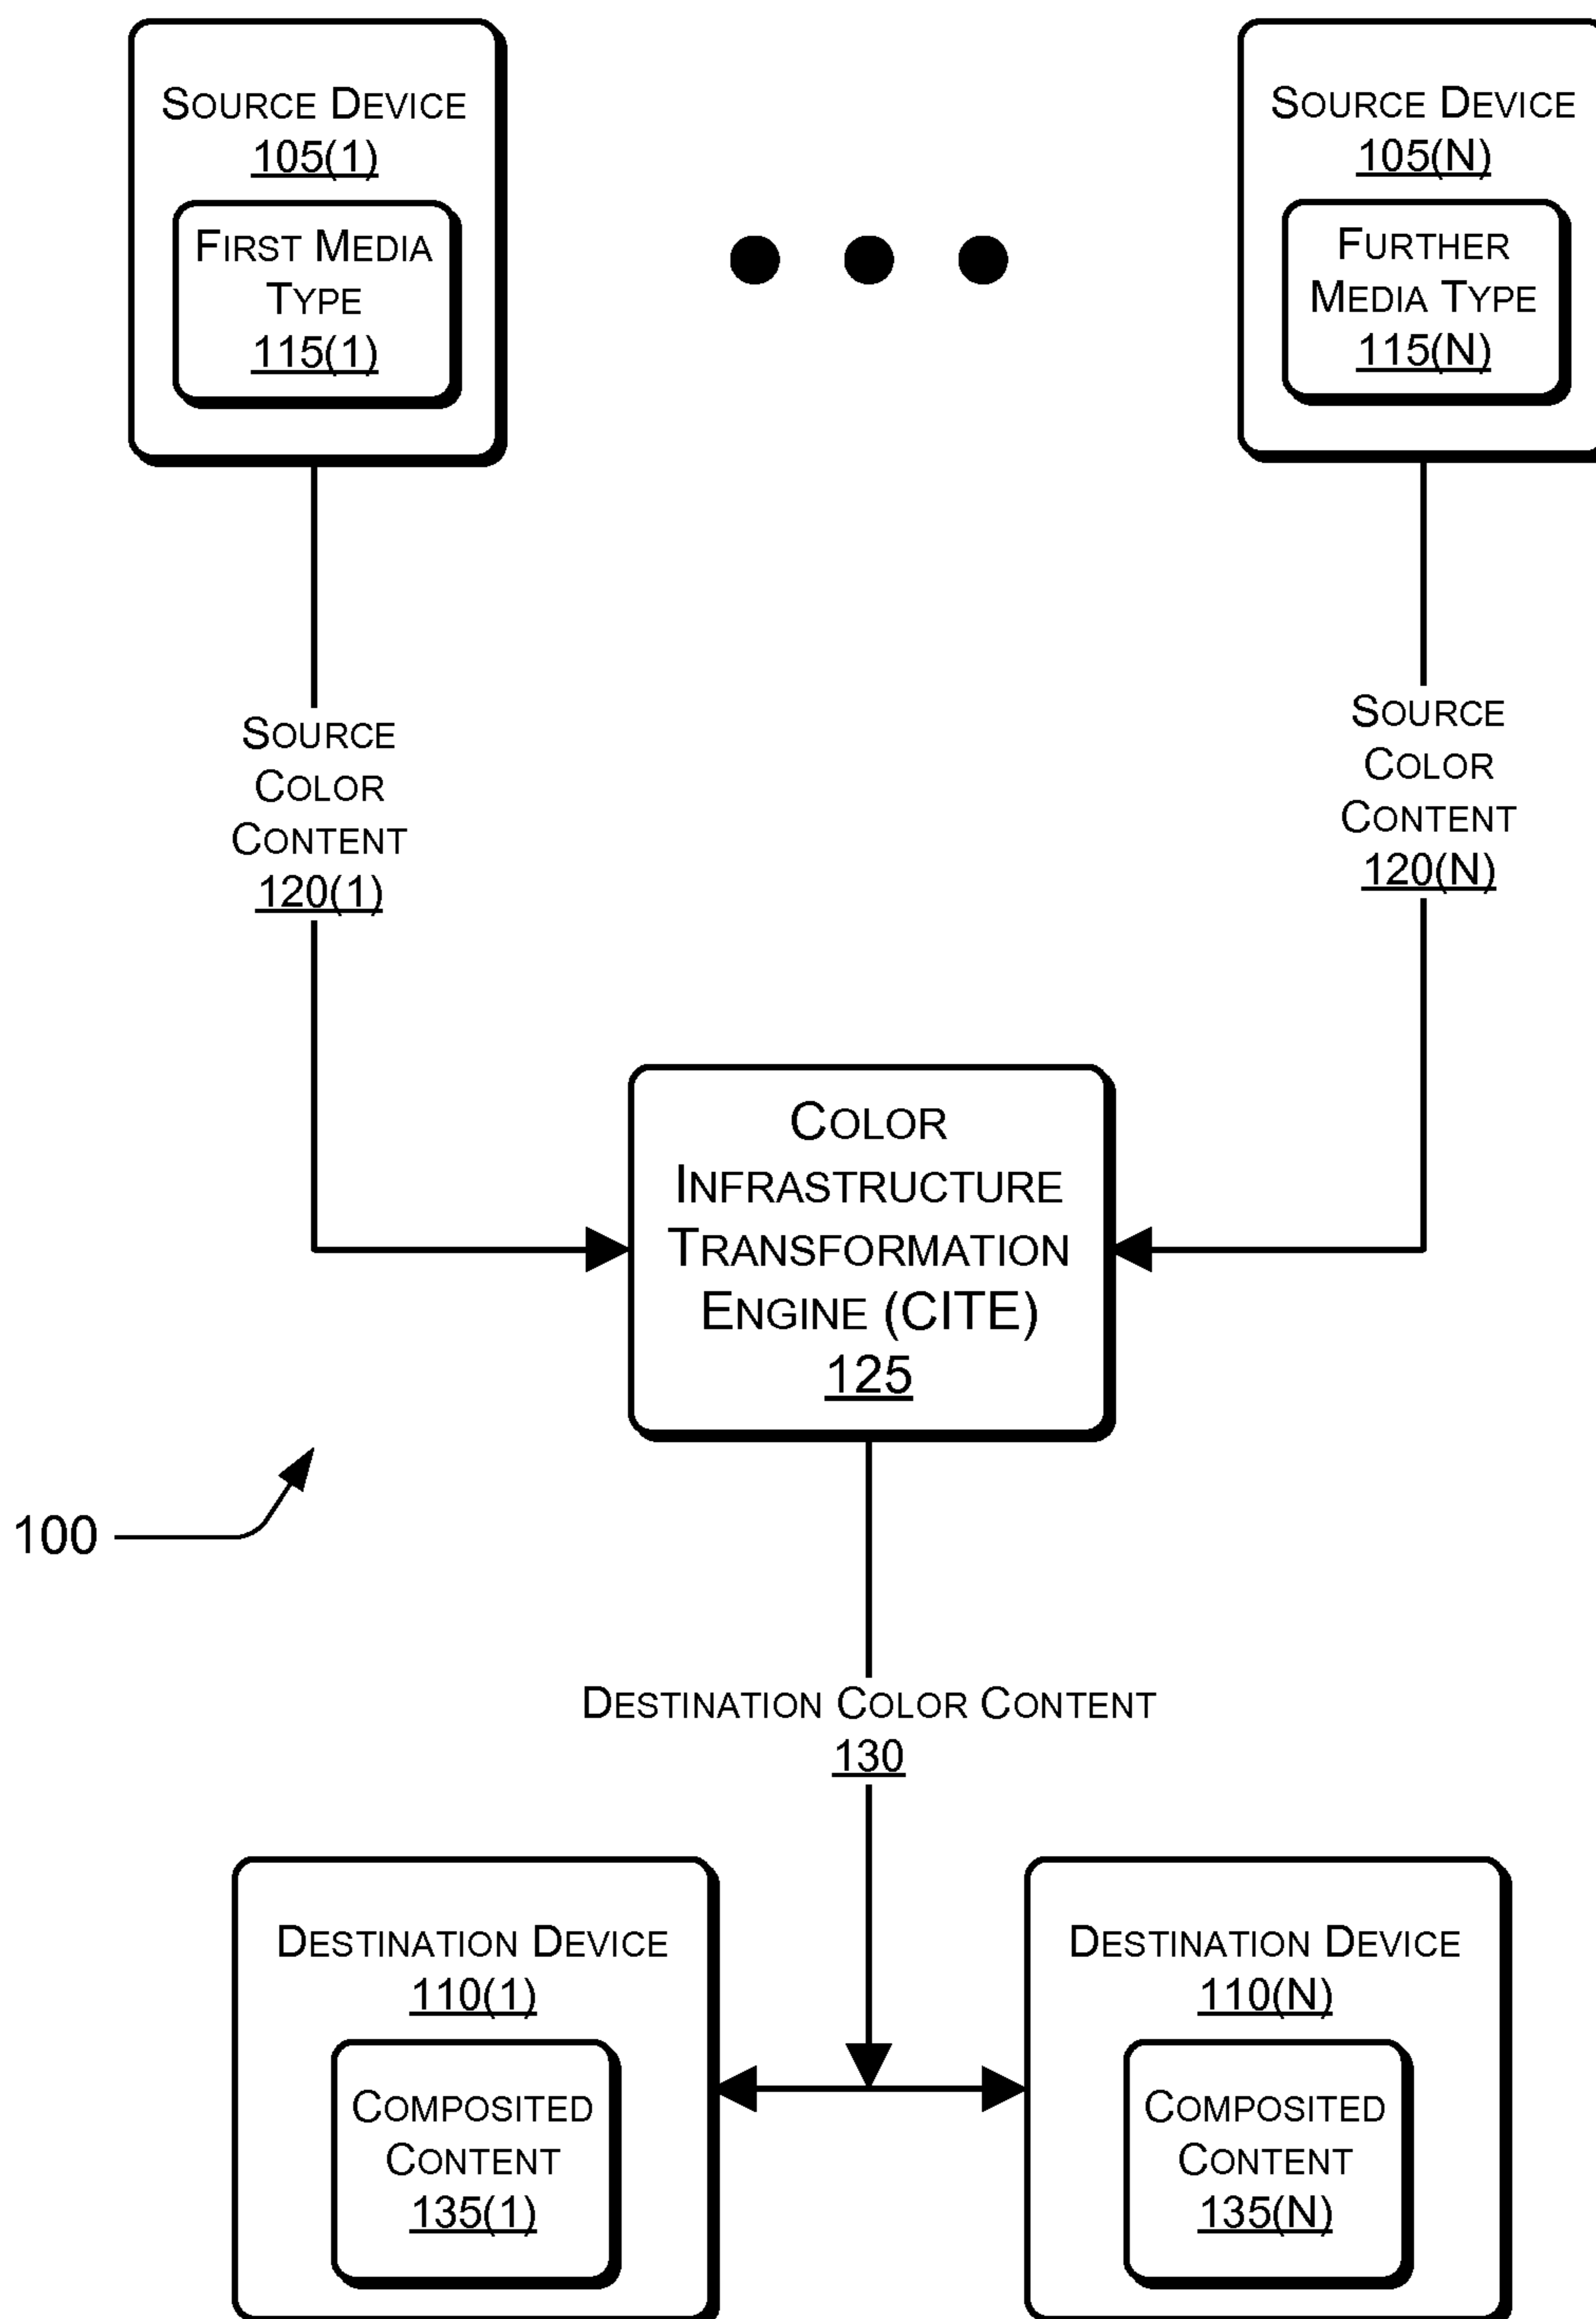 SOURCE DEVICE
105(1)
FIRST MEDIA
TYPE
115(1)
SOURCE DEVICE
105(N)
FURTHER
MEDIA TYPE
115(N)
SOURCE
COLOR
CONTENT
120(1)
SOURCE
COLOR
CONTENT
120(N)
COLOR
INFRASTRUCTURE
TRANSFORMATION
ENGINE (CITE)
125
100
DESTINATION COLOR CONTENT
130
DESTINATION DEVICE
110(1)
COMPOSITED
CONTENT
135(1)
DESTINATION DEVICE
110(N)
COMPOSITED
CONTENT
135(N)